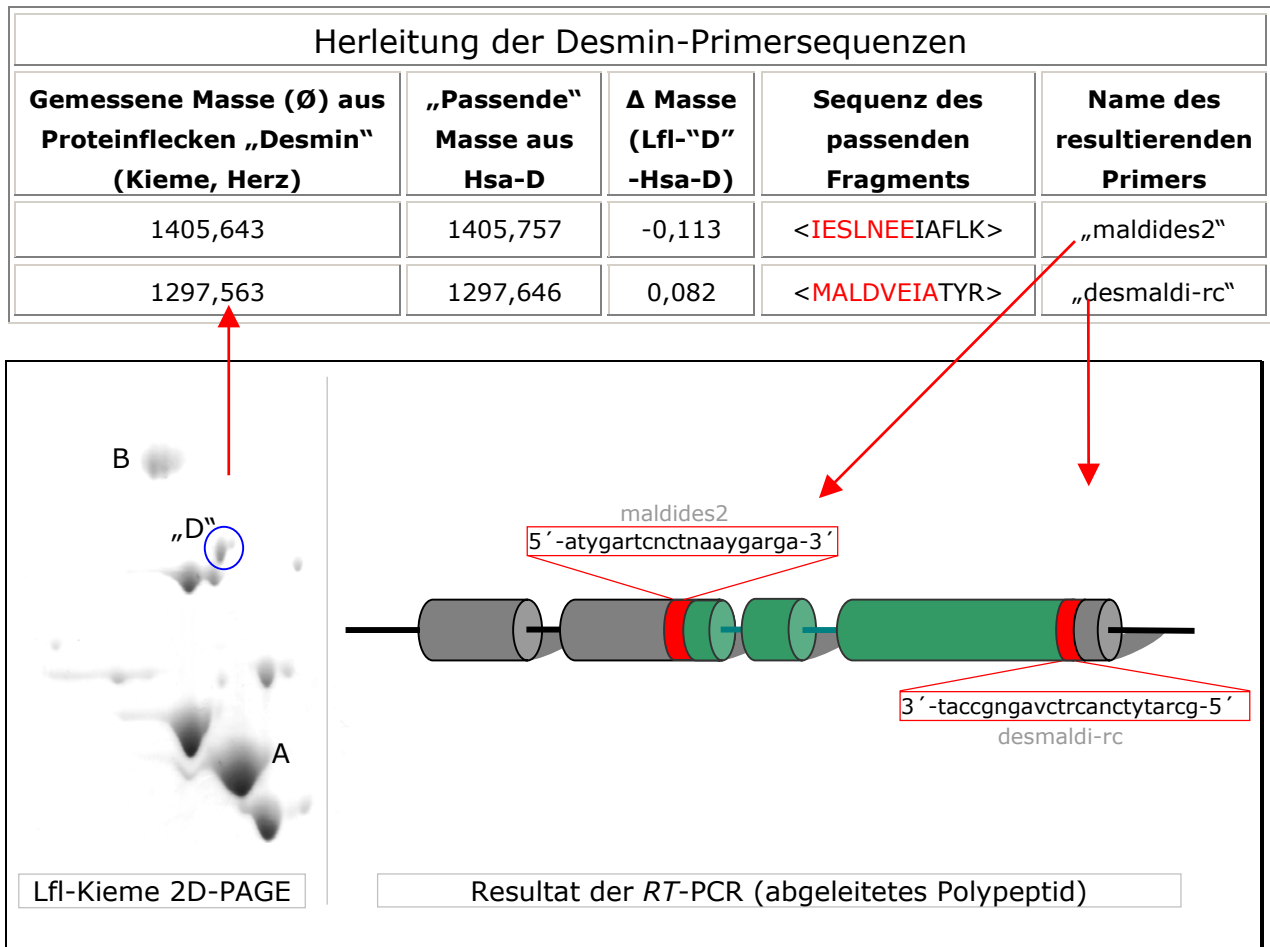 Herleitung der Desmin-Primersequenzen
Gemessene Masse (Ø) aus Proteinflecken „Desmin“ (Kieme, Herz)
„Passende“ Masse aus Hsa-D
Δ Masse (Lfl-“D” -Hsa-D)
Sequenz des passenden Fragments
Name des resultierenden Primers
1405,643 1405,757 -0,113 <IESLNEEIAFLK> „maldides2“
1297,563 1297,646 0,082 <MALDVEIATYR> „desmaldi-rc“
B
„D“
A
maldides2
5´-atygartcnctnaaygarga-3´
3´-taccgngavctrcanctytarcg-5´
desmaldi-rc
Lfl-Kieme 2D-PAGE
Resultat der RT-PCR (abgeleitetes Polypeptid)